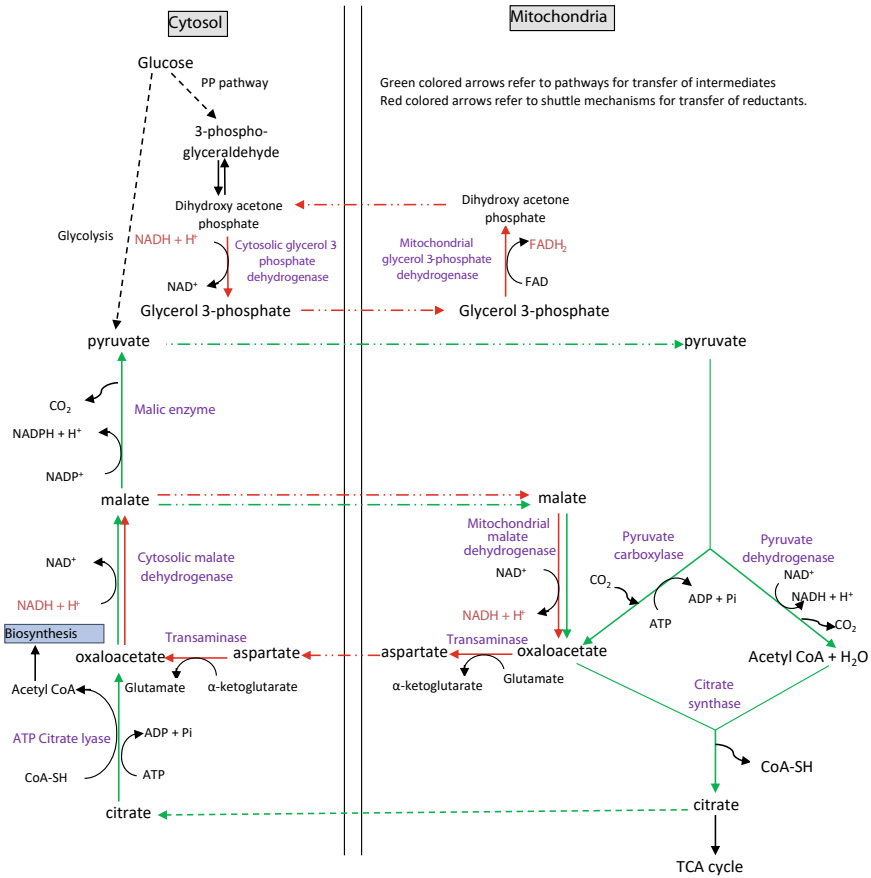 Cytosol
Mitochondria
Glucose
PP pathway
Green colored arrows refer to pathways for transfer of intermediates
Red colored arrows refer to shuttle mechanisms for transfer of reductants.
3-phospho-
glyceraldehyde
Dihydroxy acetone
phosphate
Dihydroxy acetone
phosphate
Glycolysis
NADH + H⁺
Cytosolic glycerol 3
phosphate
dehydrogenase
NAD⁺
Mitochondrial
glycerol 3-phosphate
dehydrogenase
FADH₂
FAD
Glycerol 3-phosphate
Glycerol 3-phosphate
pyruvate
pyruvate
CO₂
Malic enzyme
NADPH + H⁺
NADP⁺
malate
malate
NAD⁺
Cytosolic malate
dehydrogenase
NADH + H⁺
Mitochondrial
malate
dehydrogenase
NAD⁺
NADH + H⁺
Pyruvate
carboxylase
CO₂
ADP + Pi
ATP
Pyruvate
dehydrogenase
NAD⁺
NADH + H⁺
CO₂
Biosynthesis
Transaminase
Transaminase
oxaloacetate
aspartate
aspartate
oxaloacetate
Acetyl CoA + H₂O
Acetyl CoA
Glutamate
α-ketoglutarate
α-ketoglutarate
Glutamate
Citrate
synthase
ATP Citrate lyase
ADP + Pi
CoA-SH
ATP
CoA-SH
citrate
citrate
TCA cycle